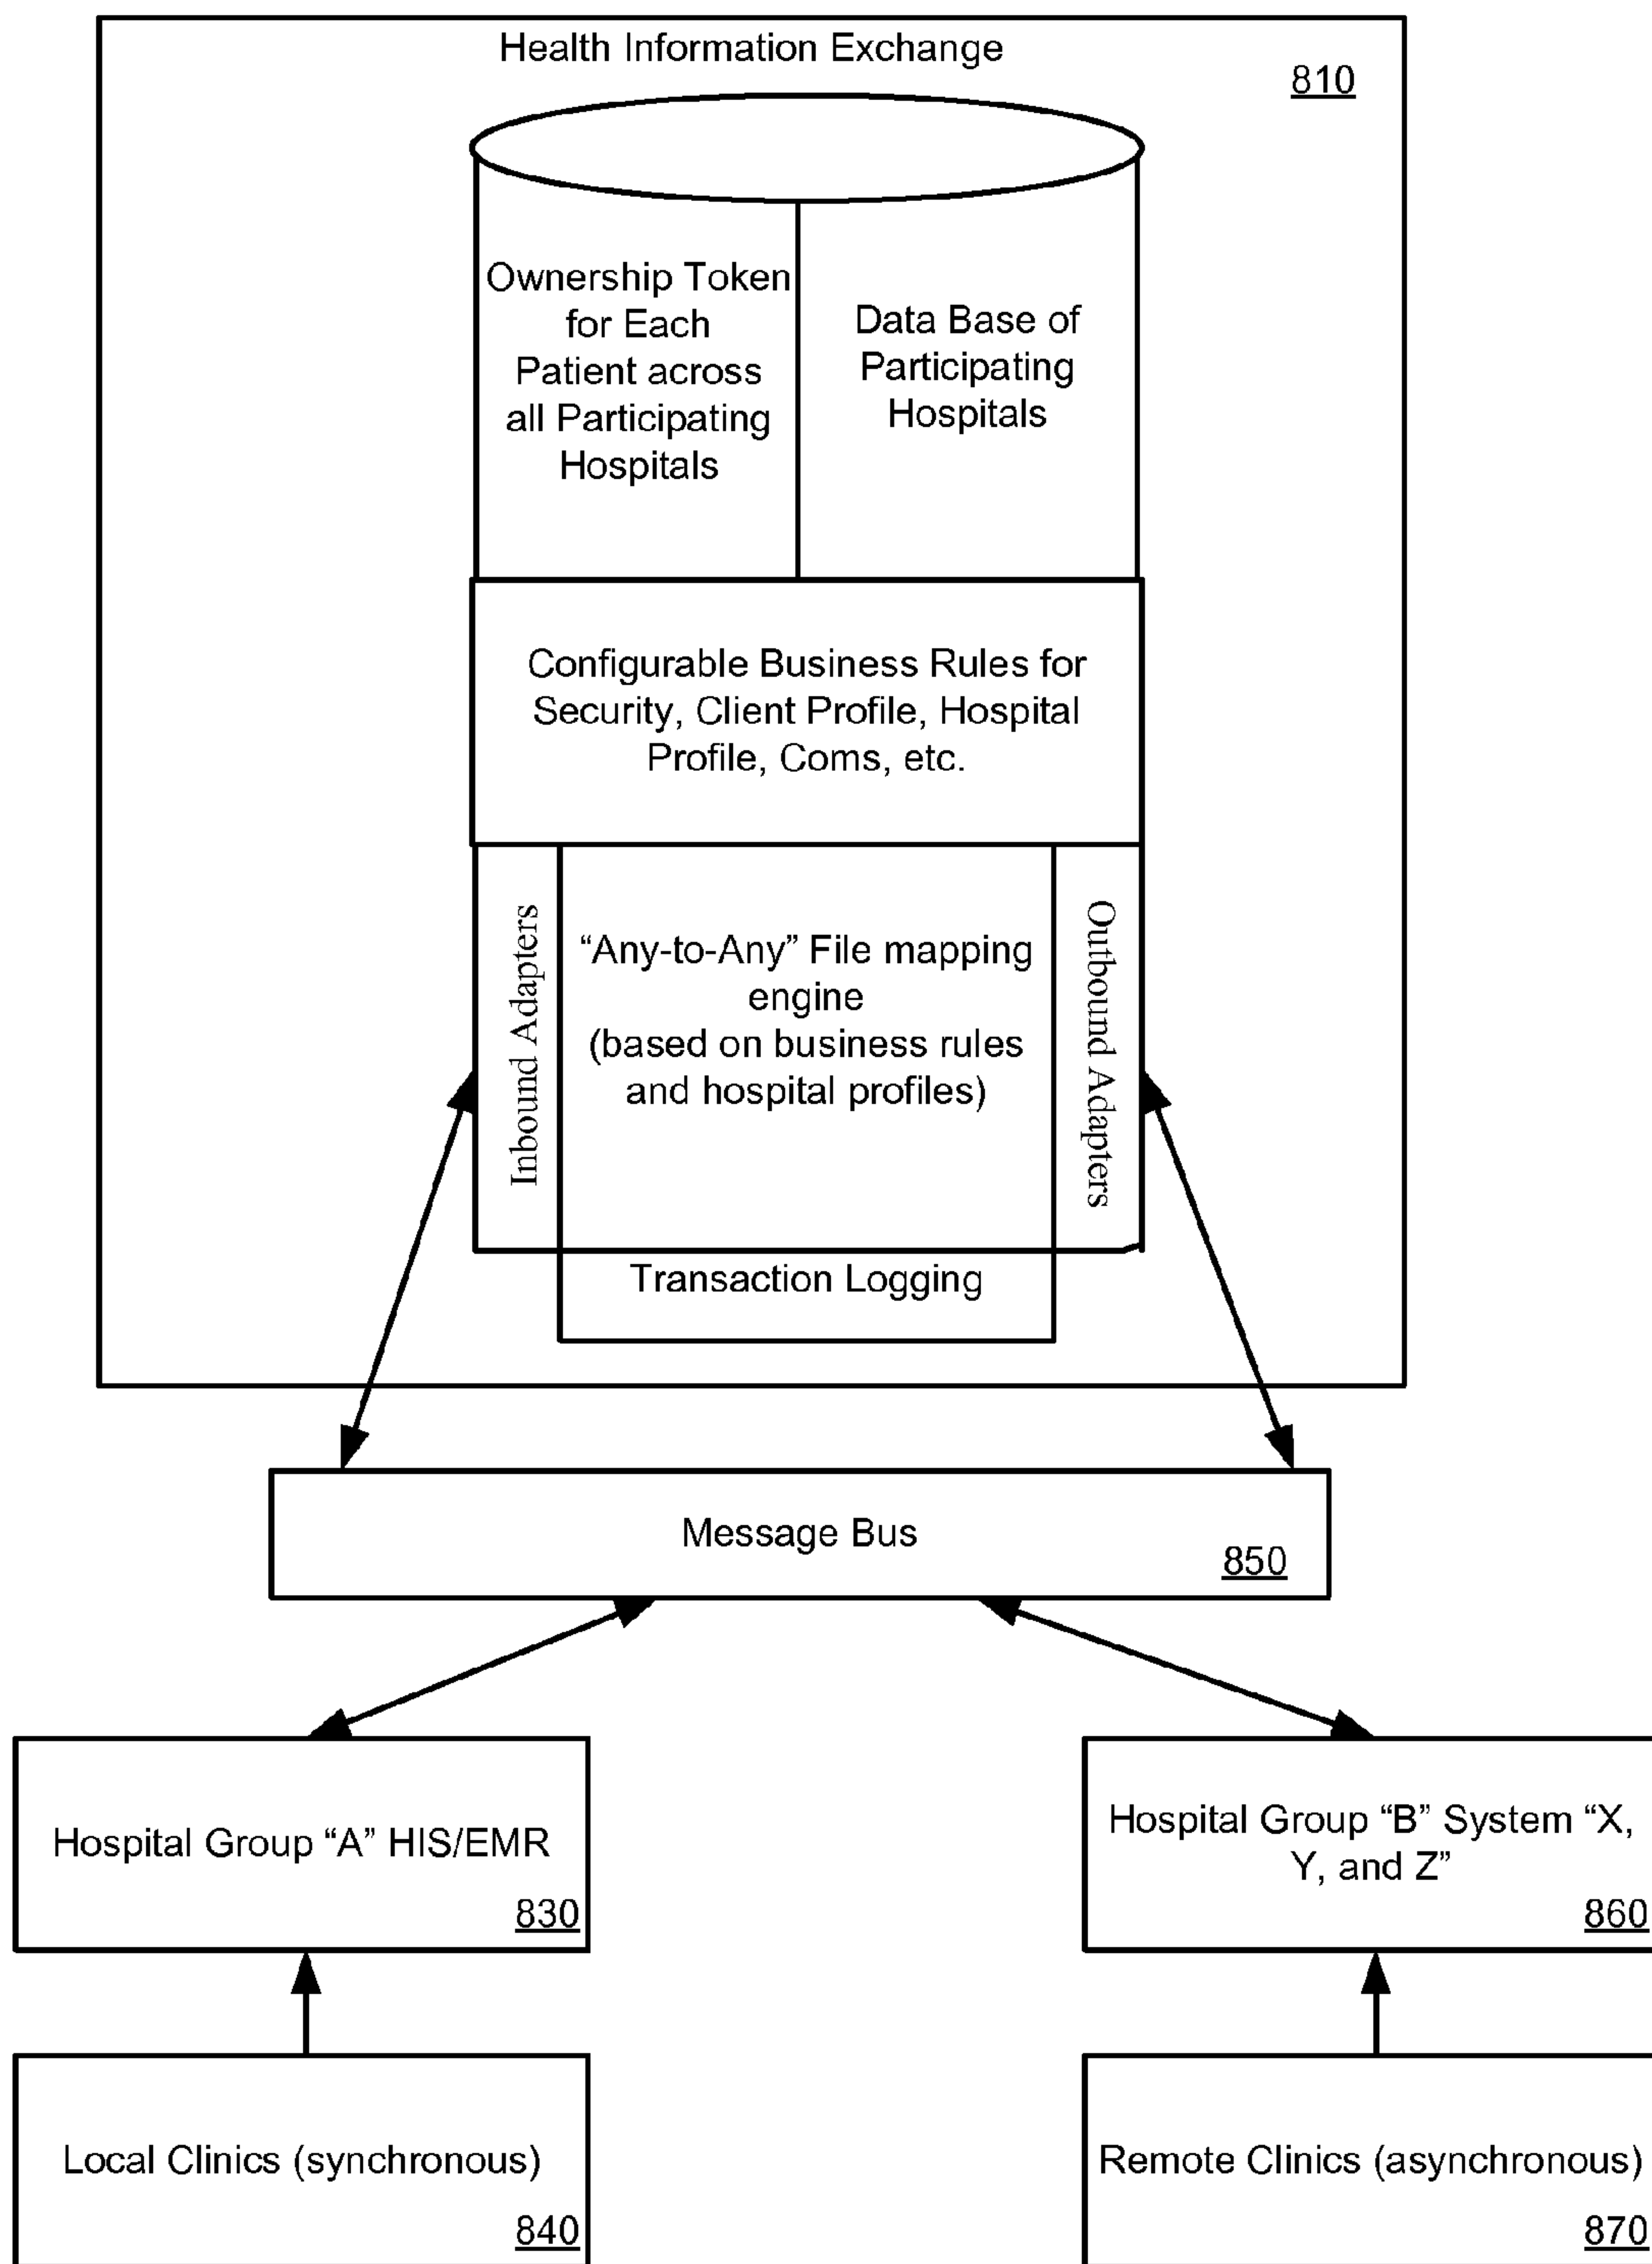 Health Information Exchange
810
Ownership Token
for Each
Patient across
all Participating
Hospitals
Data Base of
Participating
Hospitals
Configurable Business Rules for
Security, Client Profile, Hospital
Profile, Coms, etc.
Inbound Adapters
“Any-to-Any” File mapping
engine
(based on business rules
and hospital profiles)
Outbound Adapters
Transaction Logging
Message Bus
850
Hospital Group “A” HIS/EMR
830
Hospital Group “B” System “X,
Y, and Z”
860
Local Clinics (synchronous)
840
Remote Clinics (asynchronous)
870